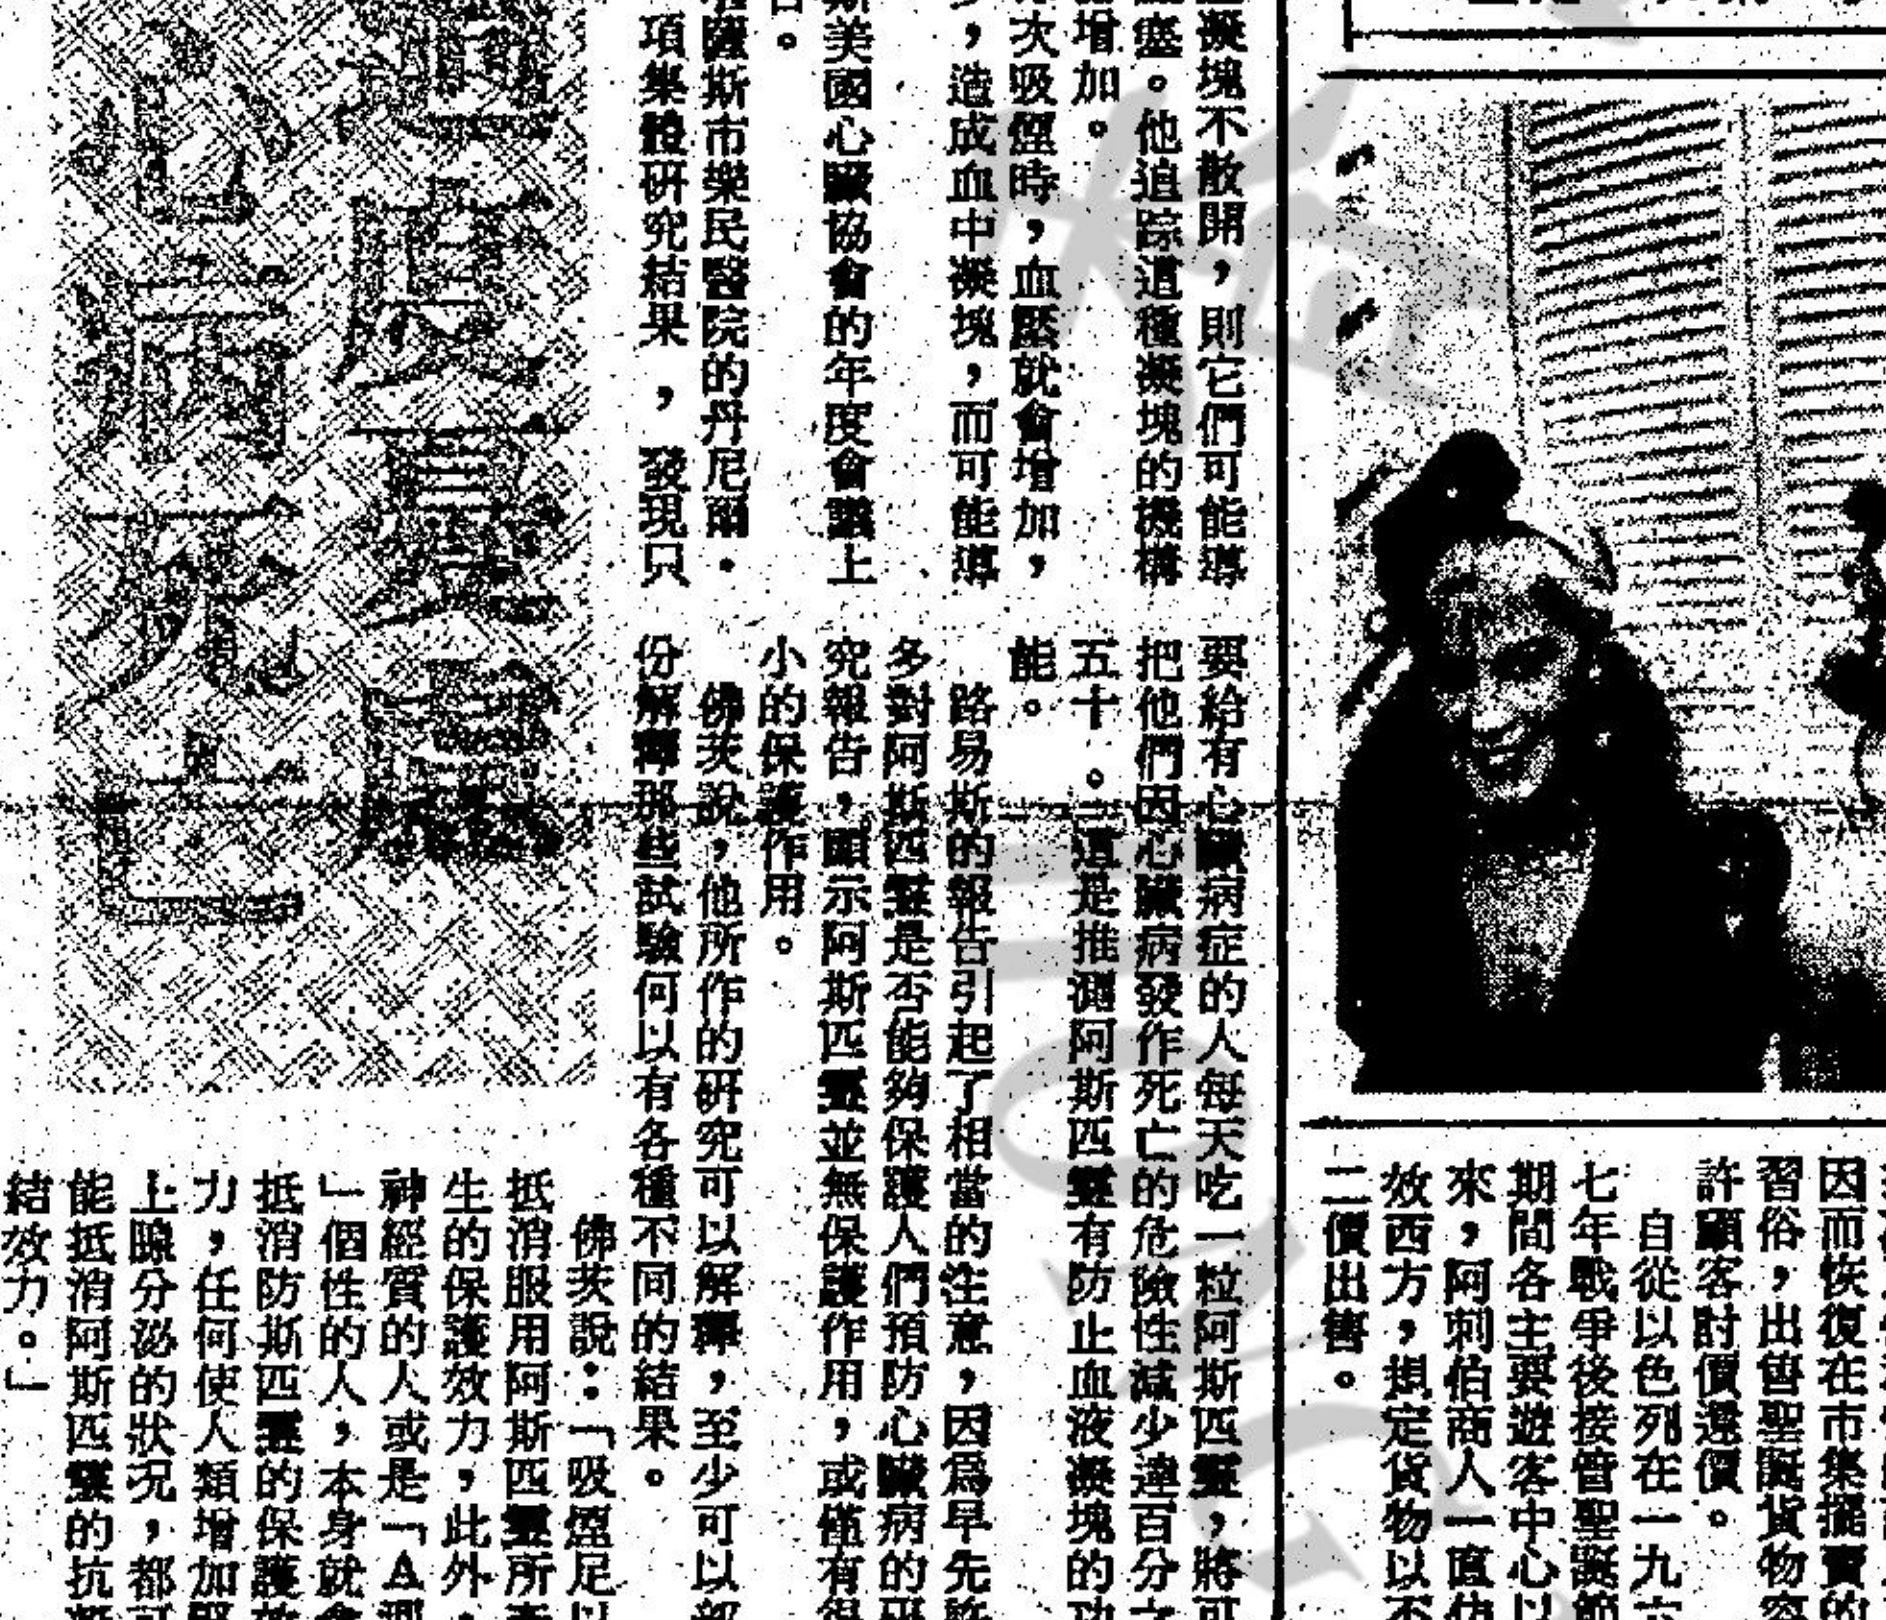 凝塊不散開，則它們可能導
塞。他追踪這種凝塊的機構
增加。
次吸煙時，血壓就會增加，
，造成血中凝塊，而可能導
斯美國心臟協會的年度會議上
。
薩斯市榮民醫院的丹尼爾．
項集體研究結果，發現只
要給有心臟病症的人每天吃一粒阿斯匹靈，將可
把他們因心臟病發作死亡的危險性減少達百分之
五十。這是推測阿斯匹靈有防止血液凝塊的功
能。
路易斯的報告引起了相當的注意，因爲早先許
多對阿斯匹靈是否能夠保護人們預防心臟病的研
究報告，顯示阿斯匹靈並無保護作用，或僅有很
小的保護作用。
佛茨說，他所作的研究可以解釋，至少可以部
份解釋那些試驗何以有各種不同的結果。
佛茨說：「吸煙足以
抵消服用阿斯匹靈所產
生的保護效力，此外，
神經質的人或是「A型
」個性的人，本身就會
抵消防斯匹靈的保護效
力，任何使人類增加腎
上腺分泌的狀況，都可
能抵消阿斯匹靈的抗凝
結效力。」
度
心
死亡
因而恢復在市集擺賣的
習俗，出售聖誕貨物容
許顧客討價還價。
自從以色列在一九六
七年戰爭後接管聖誕節
期間各主要遊客中心以
來，阿刺伯商人一直仿
效西方，規定貨物以不
二價出售。